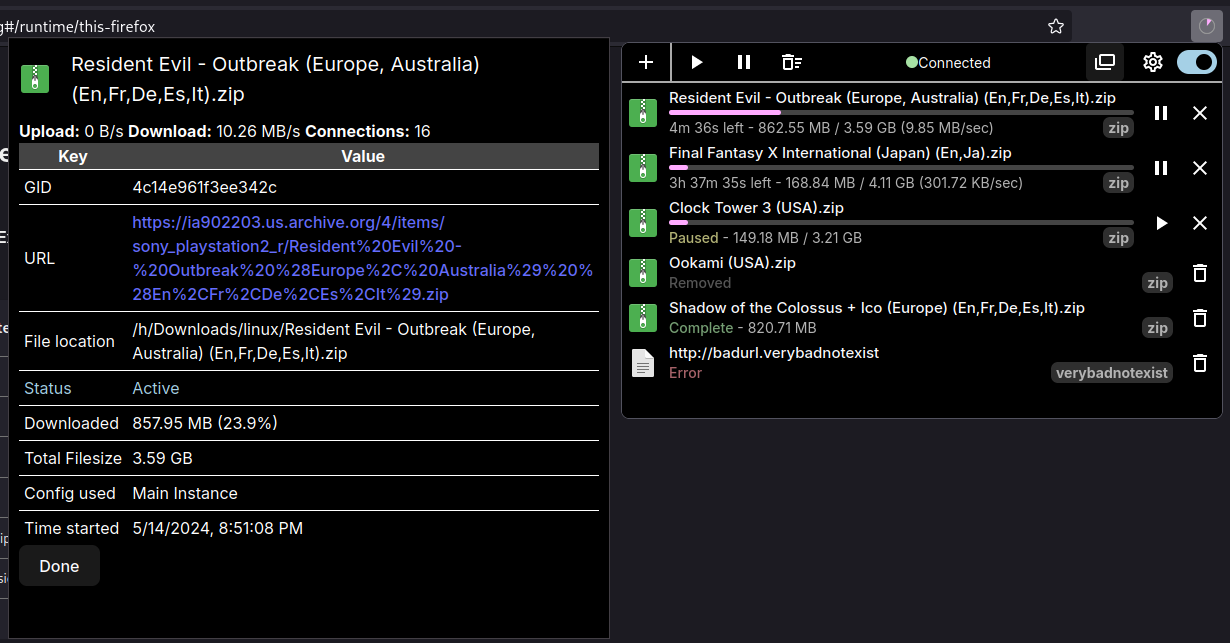 g#/runtime/this-firefox
Resident Evil - Outbreak (Europe, Australia)
(En,Fr,De,Es,It).zip
Upload: 0 B/s Download: 10.26 MB/s Connections: 16
Key Value
GID 4c14e961f3ee342c
URL
https://ia902203.us.archive.org/4/items/
sony_playstation2_r/Resident%20Evil%20-
%20Outbreak%20%28Europe%2C%20Australia%29%20%
28En%2CFr%2CDe%2CEs%2CIt%29.zip
File location
/h/Downloads/linux/Resident Evil - Outbreak (Europe,
Australia) (En,Fr,De,Es,It).zip
Status Active
Downloaded 857.95 MB (23.9%)
Total Filesize 3.59 GB
Config used Main Instance
Time started 5/14/2024, 8:51:08 PM
Done
Connected
Resident Evil - Outbreak (Europe, Australia) (En,Fr,De,Es,It).zip
4m 36s left - 862.55 MB / 3.59 GB (9.85 MB/sec) zip
Final Fantasy X International (Japan) (En,Ja).zip
3h 37m 35s left - 168.84 MB / 4.11 GB (301.72 KB/sec) zip
Clock Tower 3 (USA).zip
Paused - 149.18 MB / 3.21 GB zip
Ookami (USA).zip
Removed zip
Shadow of the Colossus + Ico (Europe) (En,Fr,De,Es,It).zip
Complete - 820.71 MB zip
http://badurl.verybadnotexist
Error verybadnotexist